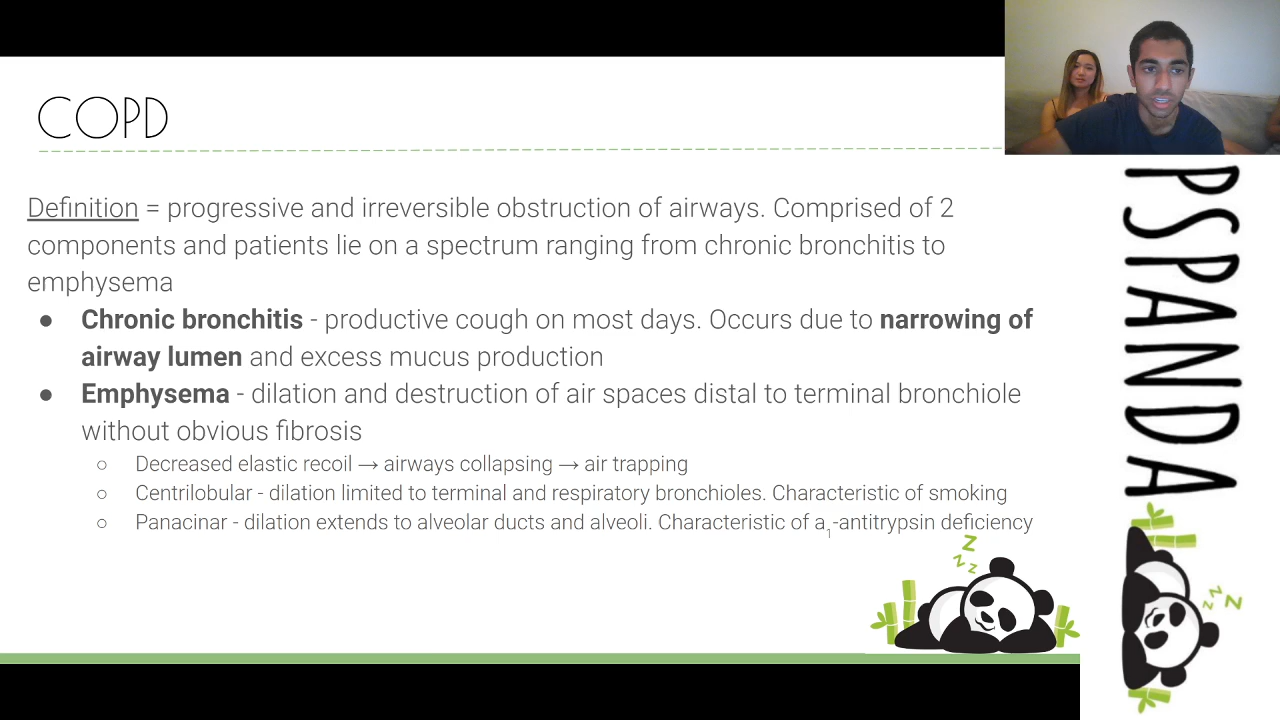 COPD
Definition = progressive and irreversible obstruction of airways. Comprised of 2
components and patients lie on a spectrum ranging from chronic bronchitis to
emphysema
● Chronic bronchitis - productive cough on most days. Occurs due to narrowing of
airway lumen and excess mucus production
● Emphysema - dilation and destruction of air spaces distal to terminal bronchiole
without obvious fibrosis
○ Decreased elastic recoil → airways collapsing → air trapping
○ Centrilobular - dilation limited to terminal and respiratory bronchioles. Characteristic of smoking
○ Panacinar - dilation extends to alveolar ducts and alveoli. Characteristic of a₁-antitrypsin deficiency
z z z
PSPANDA
z z z